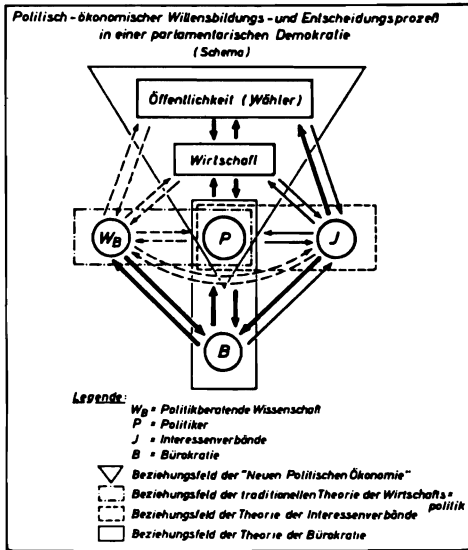 Politisch-ökonomischer Willensbildungs- und Entscheidungsprozeß
in einer parlamentarischen Demokratie
(Schema)
Öffentlichkeit (Wähler)
Wirtschaft
W_B
P
J
B
Legende:
W_B = Politikberatende Wissenschaft
P = Politiker
J = Interessenverbände
B = Bürokratie
Beziehungsfeld der "Neuen Politischen Ökonomie"
Beziehungsfeld der traditionellen Theorie der Wirtschafts=
politik
Beziehungsfeld der Theorie der Interessenverbände
Beziehungsfeld der Theorie der Bürokratie